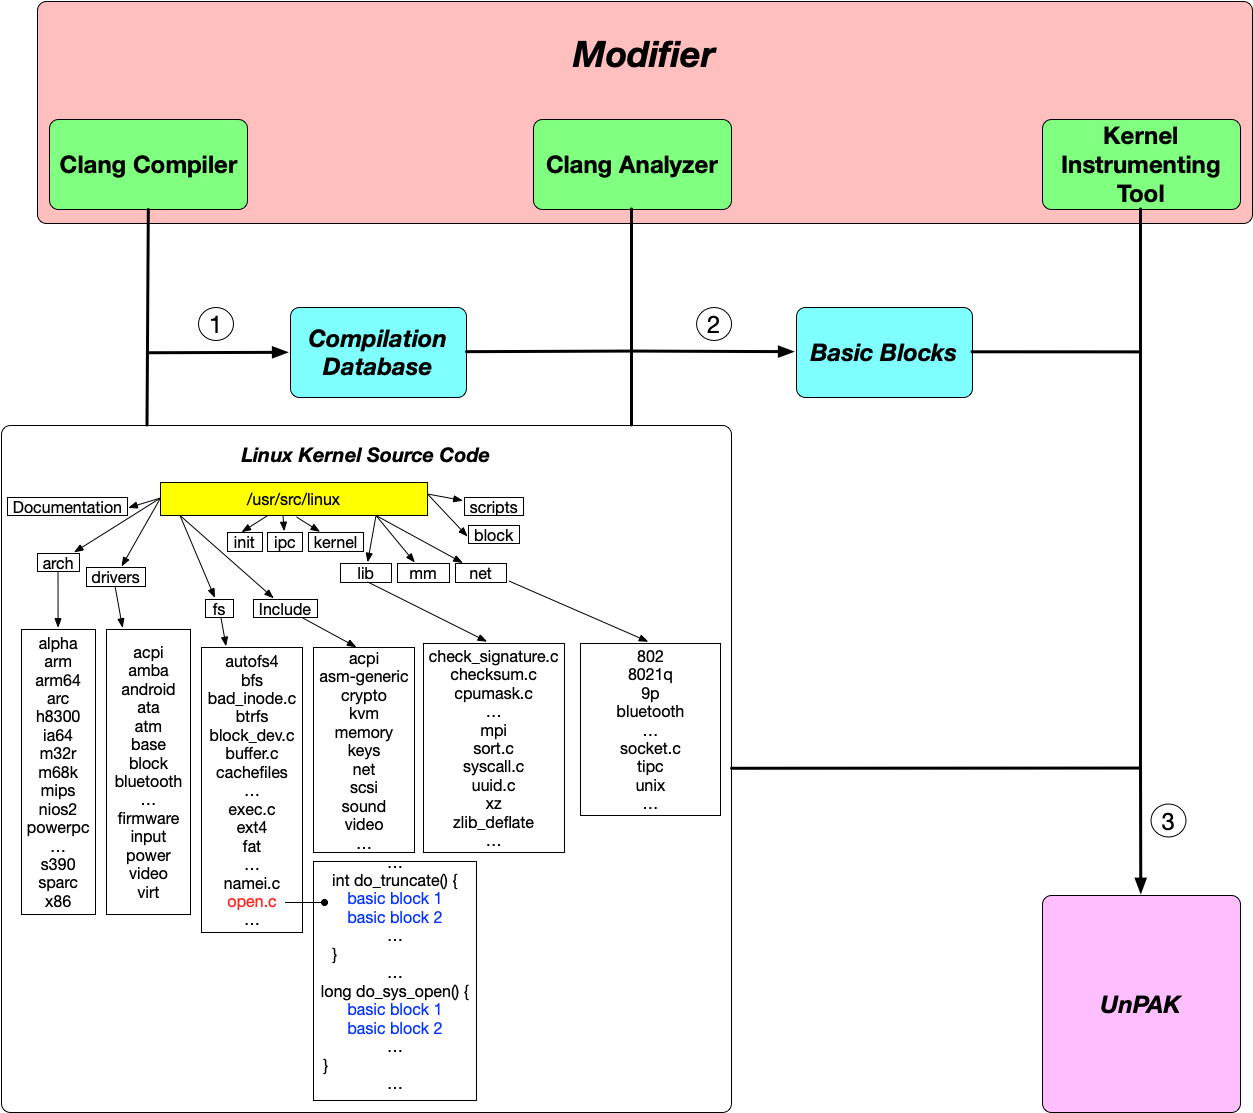 Modifier
Clang Compiler
Clang Analyzer
Kernel
Instrumenting
Tool
1
Compilation
Database
2
Basic Blocks
Linux Kernel Source Code
/usr/src/linux
Documentation
scripts
init
ipc
kernel
block
arch
drivers
lib
mm
net
fs
Include
alpha
arm
arm64
arc
h8300
ia64
m32r
m68k
mips
nios2
powerpc
...
s390
sparc
x86
acpi
amba
android
ata
atm
base
block
bluetooth
...
firmware
input
power
video
virt
autofs4
bfs
bad_inode.c
btrfs
block_dev.c
buffer.c
cachefiles
...
exec.c
ext4
fat
...
namei.c
open.c
...
acpi
asm-generic
crypto
kvm
memory
keys
net
scsi
sound
video
...
check_signature.c
checksum.c
cpumask.c
...
mpi
sort.c
syscall.c
uuid.c
xz
zlib_deflate
...
802
8021q
9p
bluetooth
...
socket.c
tipc
unix
...
...
int do_truncate() {
basic block 1
basic block 2
...
}
...
long do_sys_open() {
basic block 1
basic block 2
...
}
...
3
UnPAK